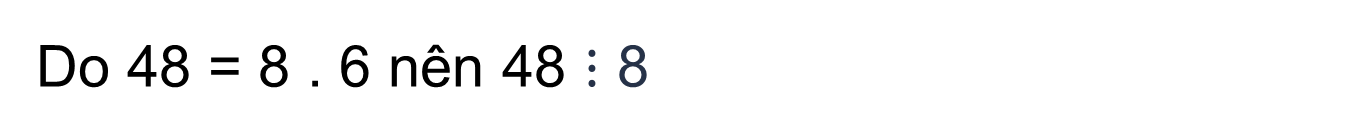 Do 48 = 8 . 6 nên 48 ⋮ 8